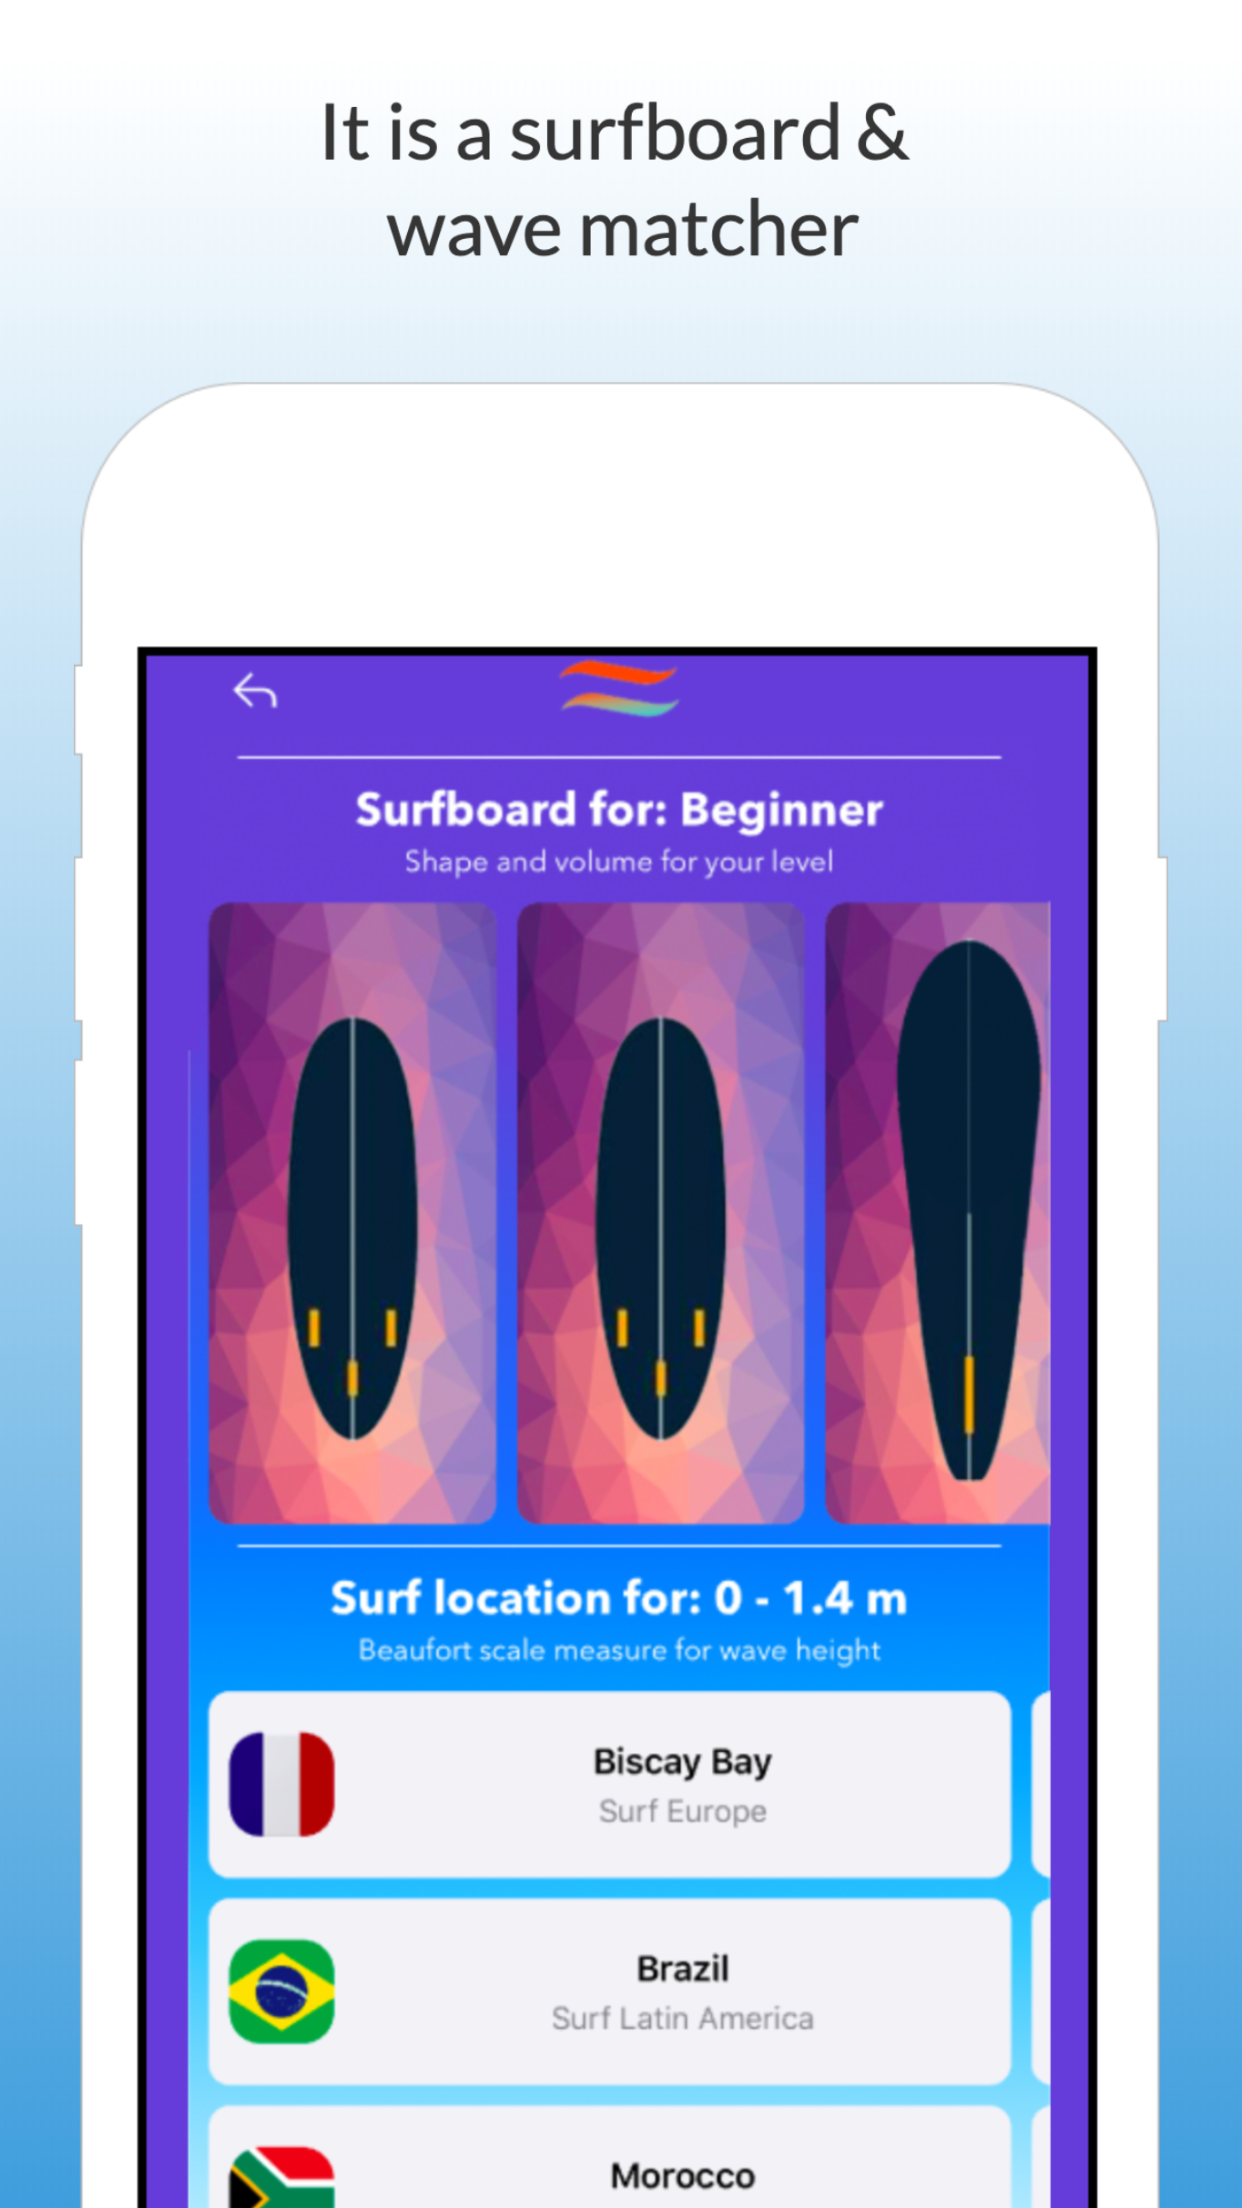 It is a surfboard &
wave matcher
Surfboard for: Beginner
Shape and volume for your level
Surf location for: 0 - 1.4 m
Beaufort scale measure for wave height
Biscay Bay
Surf Europe
Brazil
Surf Latin America
Morocco